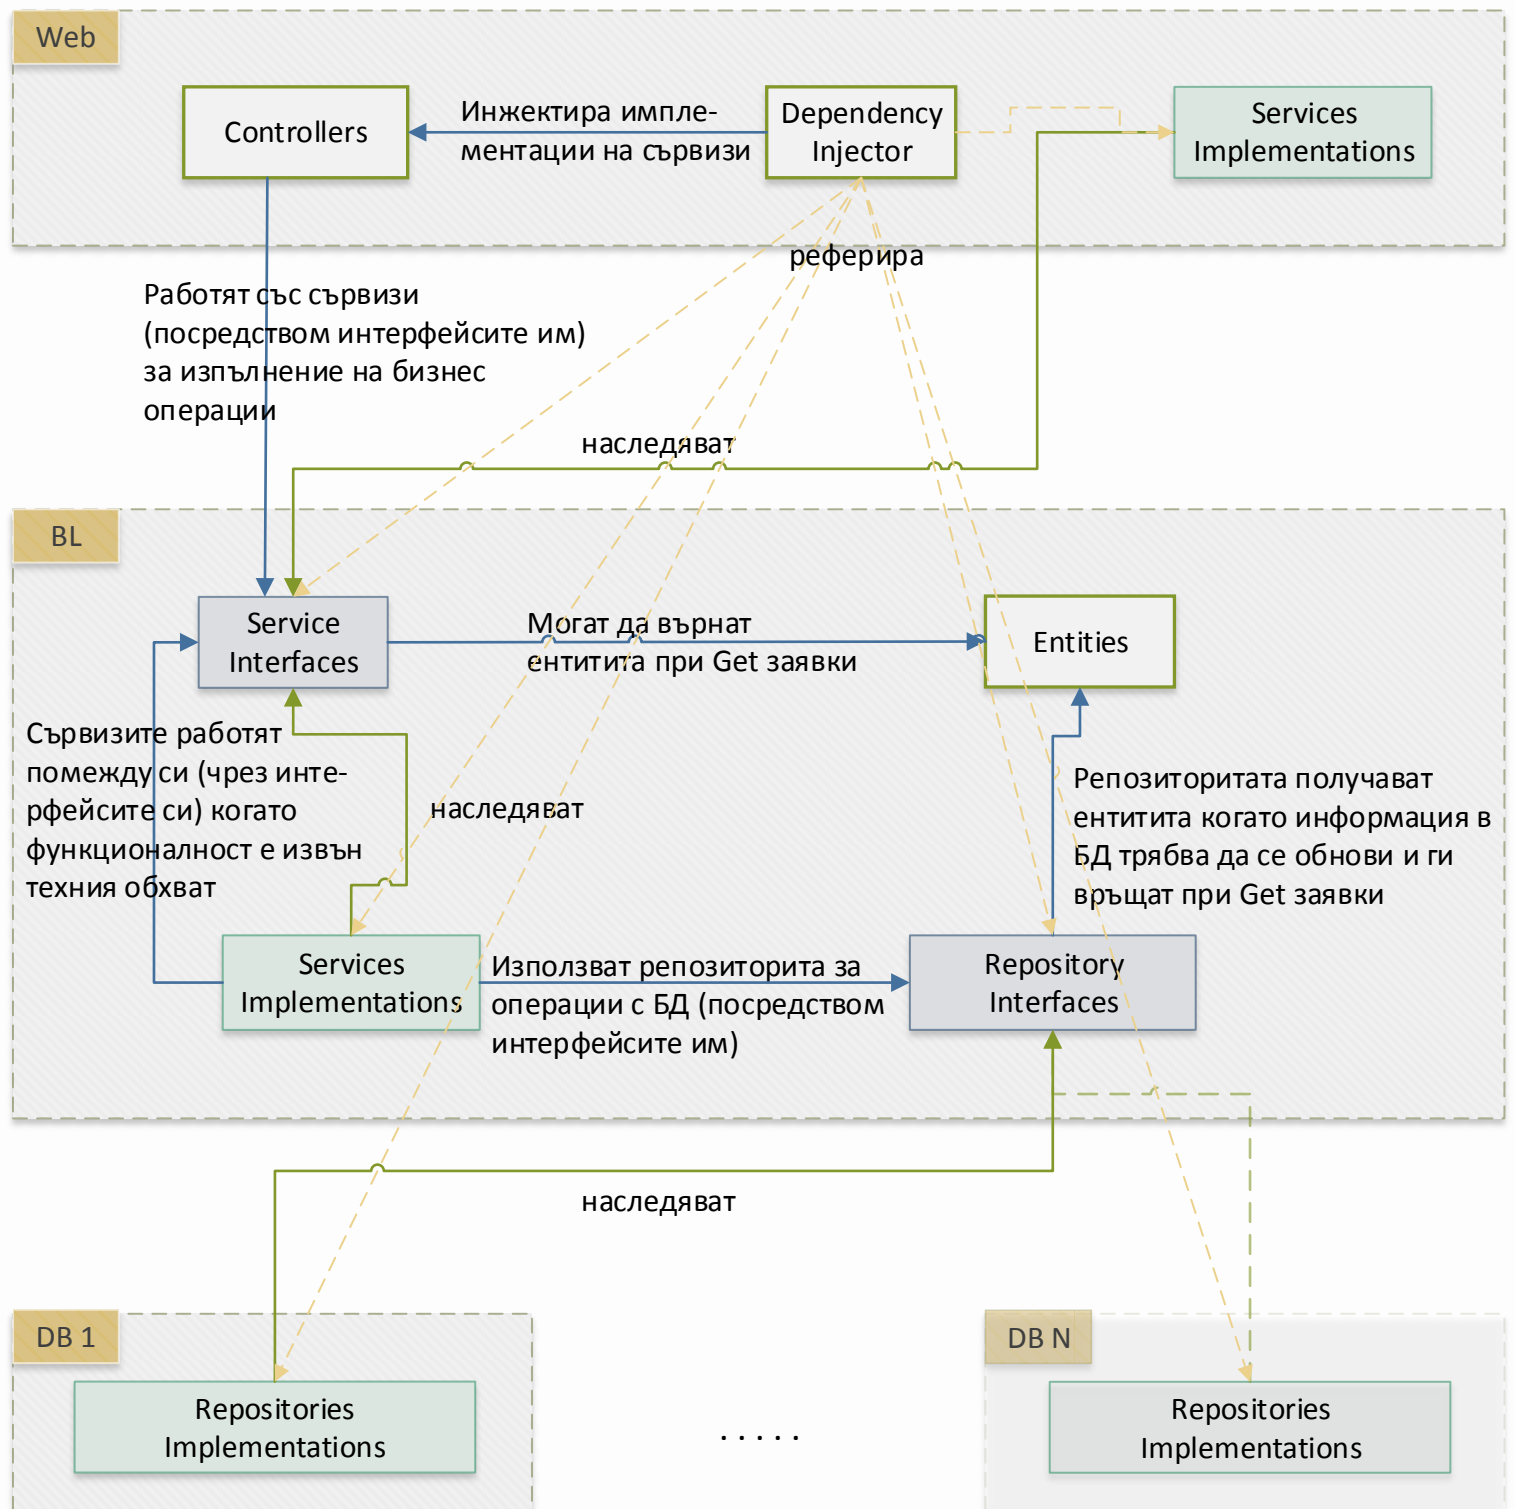 Web
Controllers
Инжектира импле-
ментации на сървизи
Dependency
Injector
Services
Implementations
реферира
Работят със сървизи
(посредством интерфейсите им)
за изпълнение на бизнес
операции
наследяват
BL
Service
Interfaces
Могат да върнат
ентитита при Get заявки
Entities
Сървизите работят
помежду си (чрез инте-
рфейсите си) когато
функционалност е извън
техния обхват
наследяват
Репозиторитата получават
ентитита когато информация в
БД трябва да се обнови и ги
връщат при Get заявки
Services
Implementations
Използват репозиторита за
операции с БД (посредством
интерфейсите им)
Repository
Interfaces
наследяват
DB 1
Repositories
Implementations
. . . . .
DB N
Repositories
Implementations